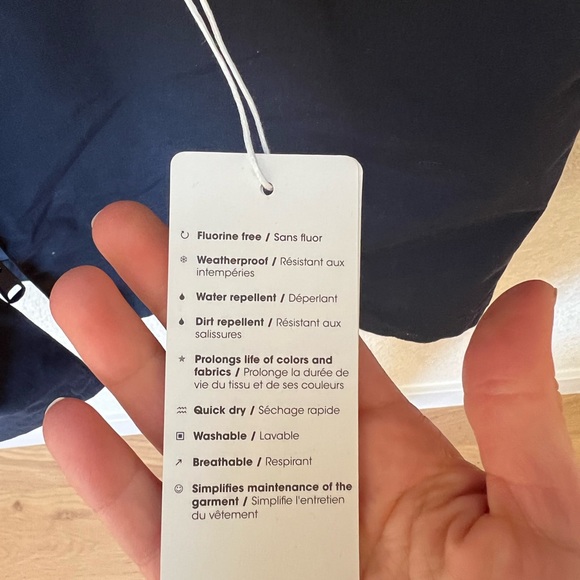 Fluorine free / Sans fluor
Weatherproof / Résistant aux
intempéries
Water repellent / Déperlant
Dirt repellent / Résistant aux
salissures
Prolongs life of colors and
fabrics / Prolonge la durée de
vie du tissu et de ses couleurs
Quick dry / Séchage rapide
Washable / Lavable
Breathable / Respirant
Simplifies maintenance of the
garment / Simplifie l'entretien
du vêtement